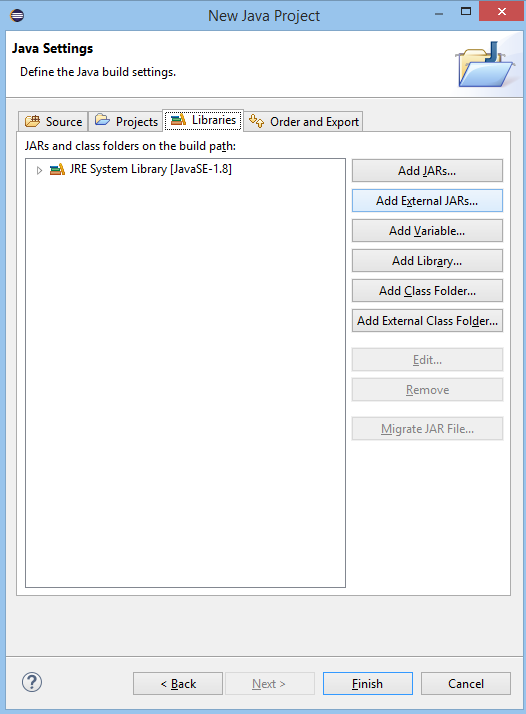 New Java Project
Java Settings
Define the Java build settings.
Source Projects Libraries Order and Export
JARs and class folders on the build path:
JRE System Library [JavaSE-1.8]
Add JARs...
Add External JARs...
Add Variable...
Add Library...
Add Class Folder...
Add External Class Folder...
Edit...
Remove
Migrate JAR File...
? < Back Next > Finish Cancel